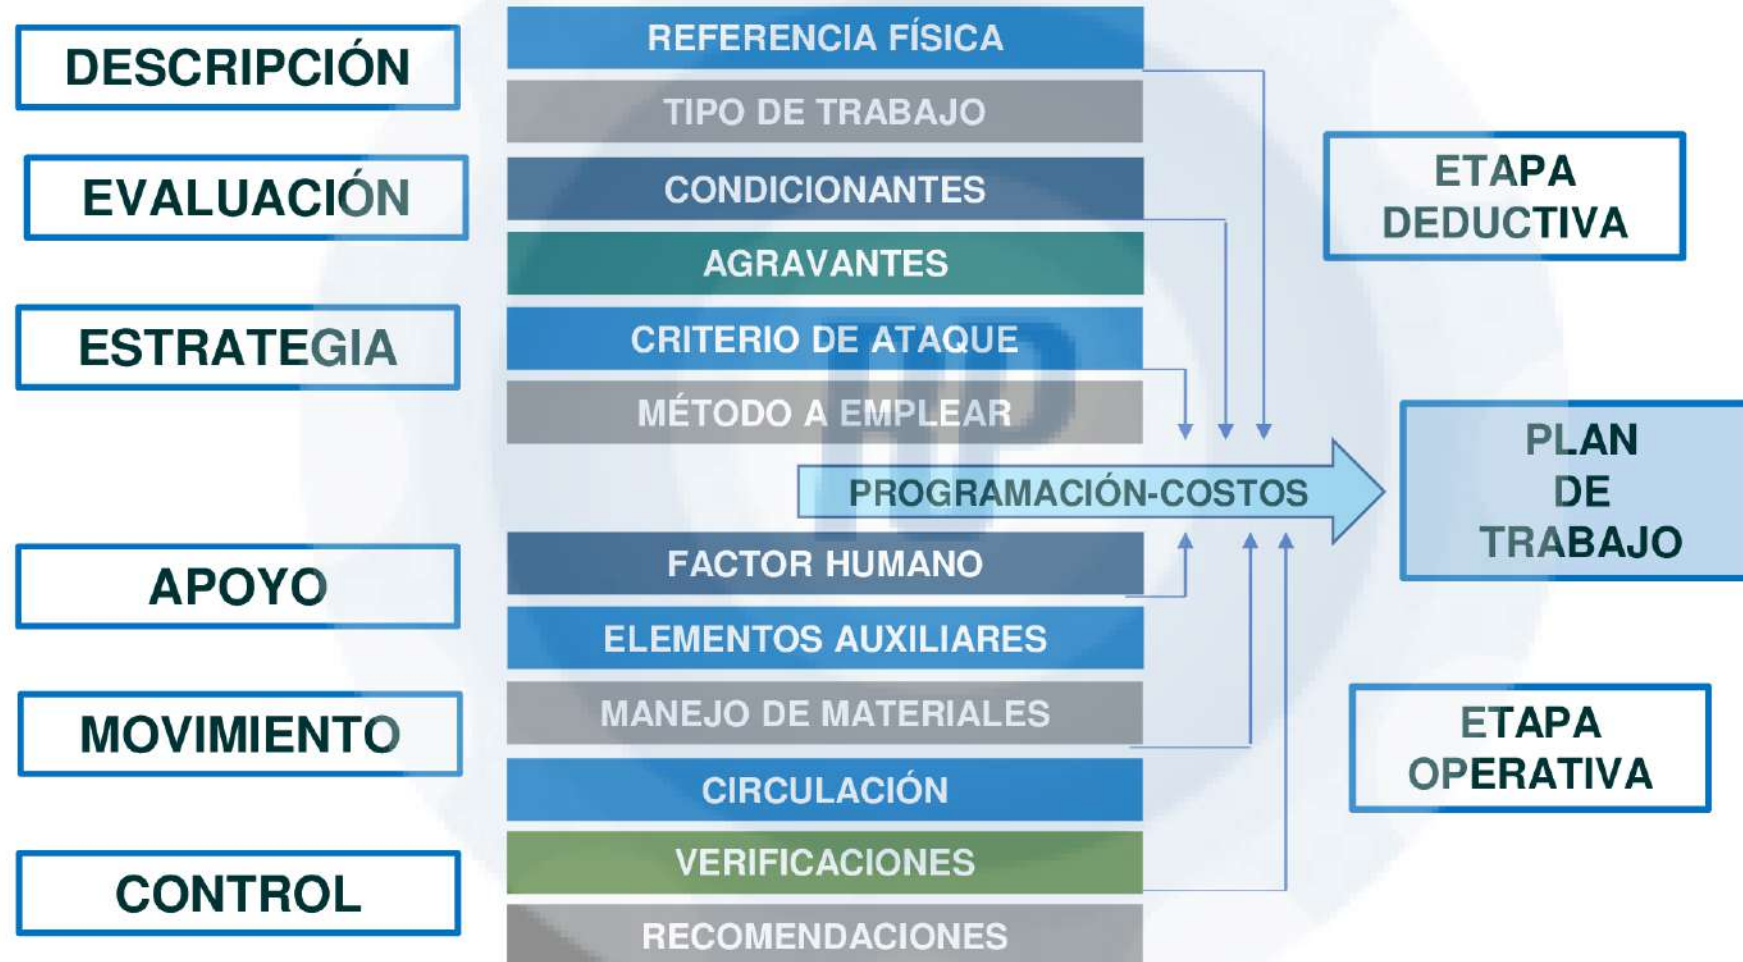 DESCRIPCIÓN
REFERENCIA FÍSICA
TIPO DE TRABAJO
EVALUACIÓN
CONDICIONANTES
AGRAVANTES
ETAPA
DEDUCTIVA
ESTRATEGIA
CRITERIO DE ATAQUE
MÉTODO A EMPLEAR
PROGRAMACIÓN-COSTOS
PLAN
DE
TRABAJO
APOYO
FACTOR HUMANO
ELEMENTOS AUXILIARES
MOVIMIENTO
MANEJO DE MATERIALES
CIRCULACIÓN
ETAPA
OPERATIVA
CONTROL
VERIFICACIONES
RECOMENDACIONES